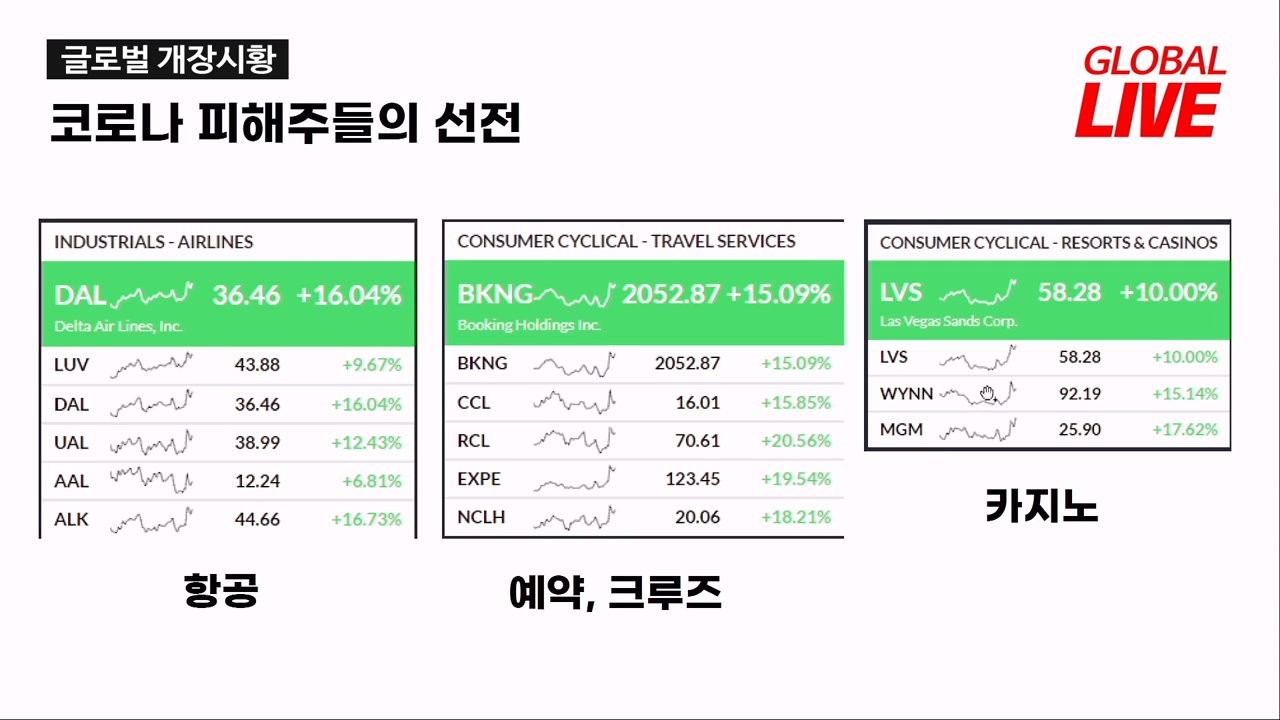 글로벌 개장시황
코로나 피해주들의 선전
GLOBAL
LIVE
INDUSTRIALS - AIRLINES
DAL 36.46 +16.04%
Delta Air Lines, Inc.
LUV 43.88 +9.67%
DAL 36.46 +16.04%
UAL 38.99 +12.43%
AAL 12.24 +6.81%
ALK 44.66 +16.73%
항공
CONSUMER CYCLICAL - TRAVEL SERVICES
BKNG 2052.87 +15.09%
Booking Holdings Inc.
BKNG 2052.87 +15.09%
CCL 16.01 +15.85%
RCL 70.61 +20.56%
EXPE 123.45 +19.54%
NCLH 20.06 +18.21%
예약, 크루즈
CONSUMER CYCLICAL - RESORTS & CASINOS
LVS 58.28 +10.00%
Las Vegas Sands Corp.
LVS 58.28 +10.00%
WYNN 92.19 +15.14%
MGM 25.90 +17.62%
카지노